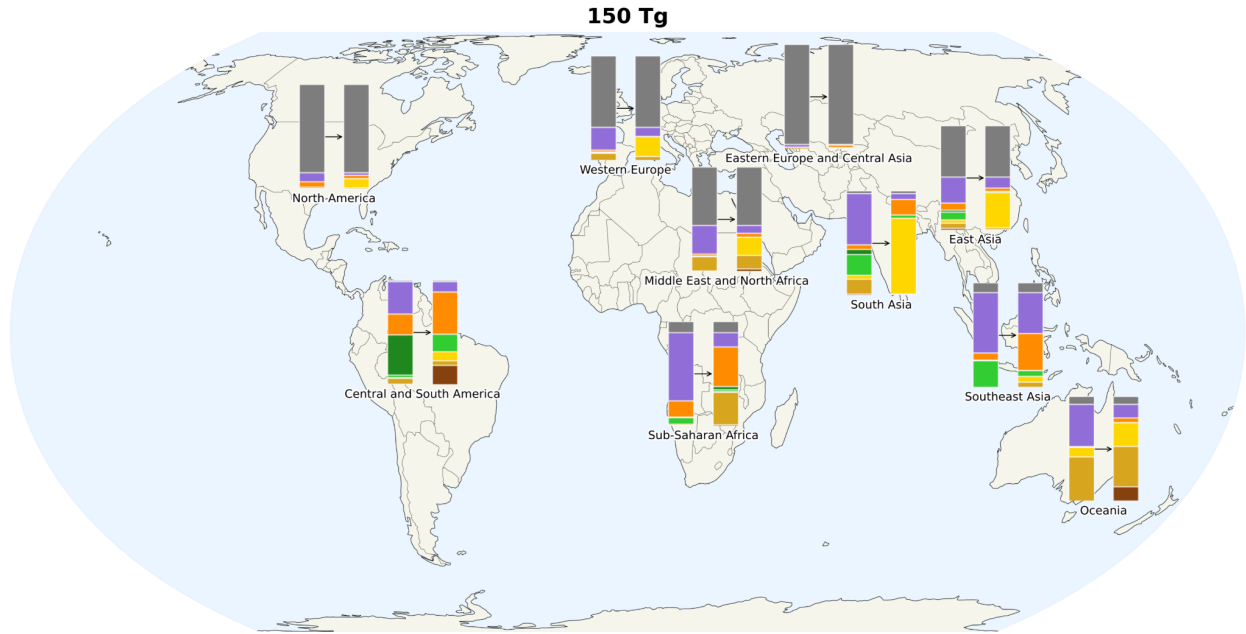 150 Tg
Eastern Europe and Central Asia
Western Europe
North America
East Asia
Middle East and North Africa
South Asia
Central and South America
Southeast Asia
Sub-Saharan Africa
Oceania